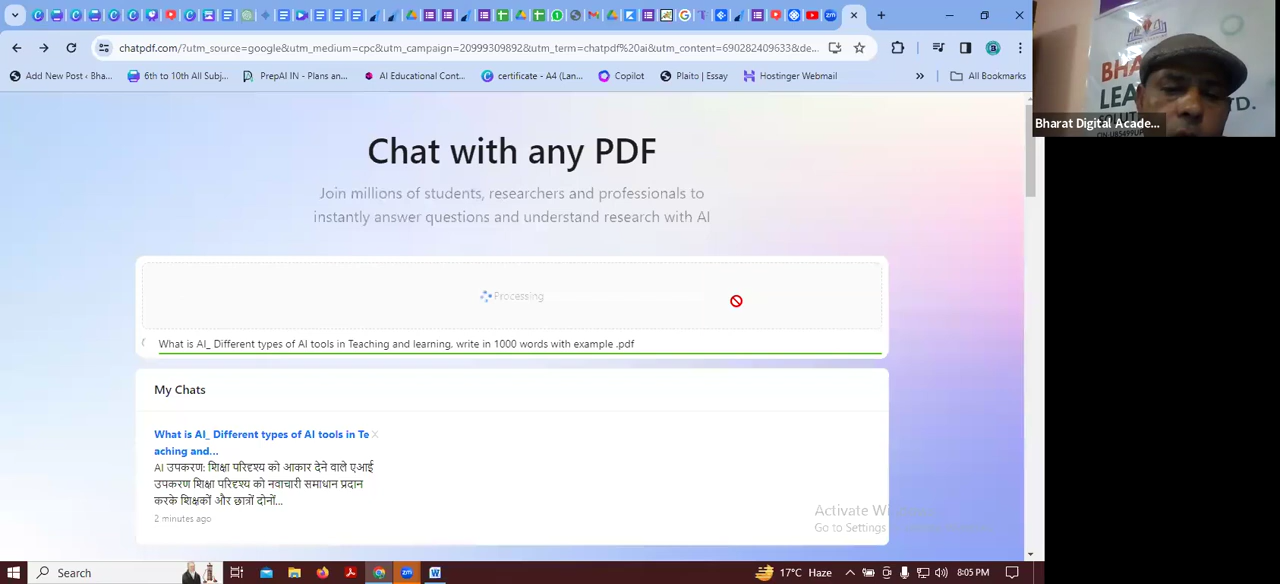 chatpdf.com/?utm_source=google&utm_medium=cpc&utm_campaign=20999309892&utm_term=chatpdf%20ai&utm_content=690282409633&de...
Add New Post ‹ Bha...
6th to 10th All Subj...
PrepAI IN - Plans an...
AI Educational Cont...
certificate - A4 (Lan...
Copilot
Plaito | Essay
Hostinger Webmail
»
All Bookmarks
BHA
LEA
TD.
SOLUT
Bharat Digital Acade...
Chat with any PDF
Join millions of students, researchers and professionals to
instantly answer questions and understand research with AI
Processing
What is AI_ Different types of AI tools in Teaching and learning, write in 1000 words with example .pdf
My Chats
What is AI_ Different types of AI tools in Te
aching and...
AI उपकरण: शिक्षा परिदृश्य को आकार देने वाले एआई
उपकरण शिक्षा परिदृश्य को नवाचारी समाधान प्रदान
करके शिक्षकों और छात्रों दोनों...
2 minutes ago
Activate Wi
Go to Settings
Search
17°C Haze
8:05 PM